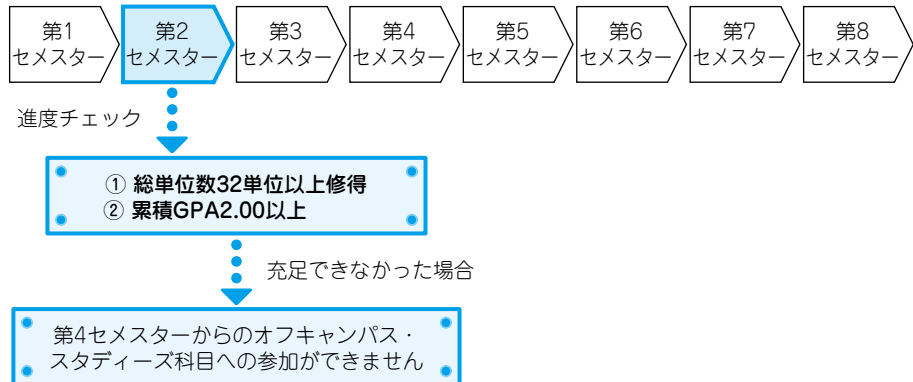 第1
セメスター
第2
セメスター
第3
セメスター
第4
セメスター
第5
セメスター
第6
セメスター
第7
セメスター
第8
セメスター
進度チェック
① 総単位数32単位以上修得
② 累積GPA2.00以上
充足できなかった場合
第4セメスターからのオフキャンパス・
スタディーズ科目への参加ができません